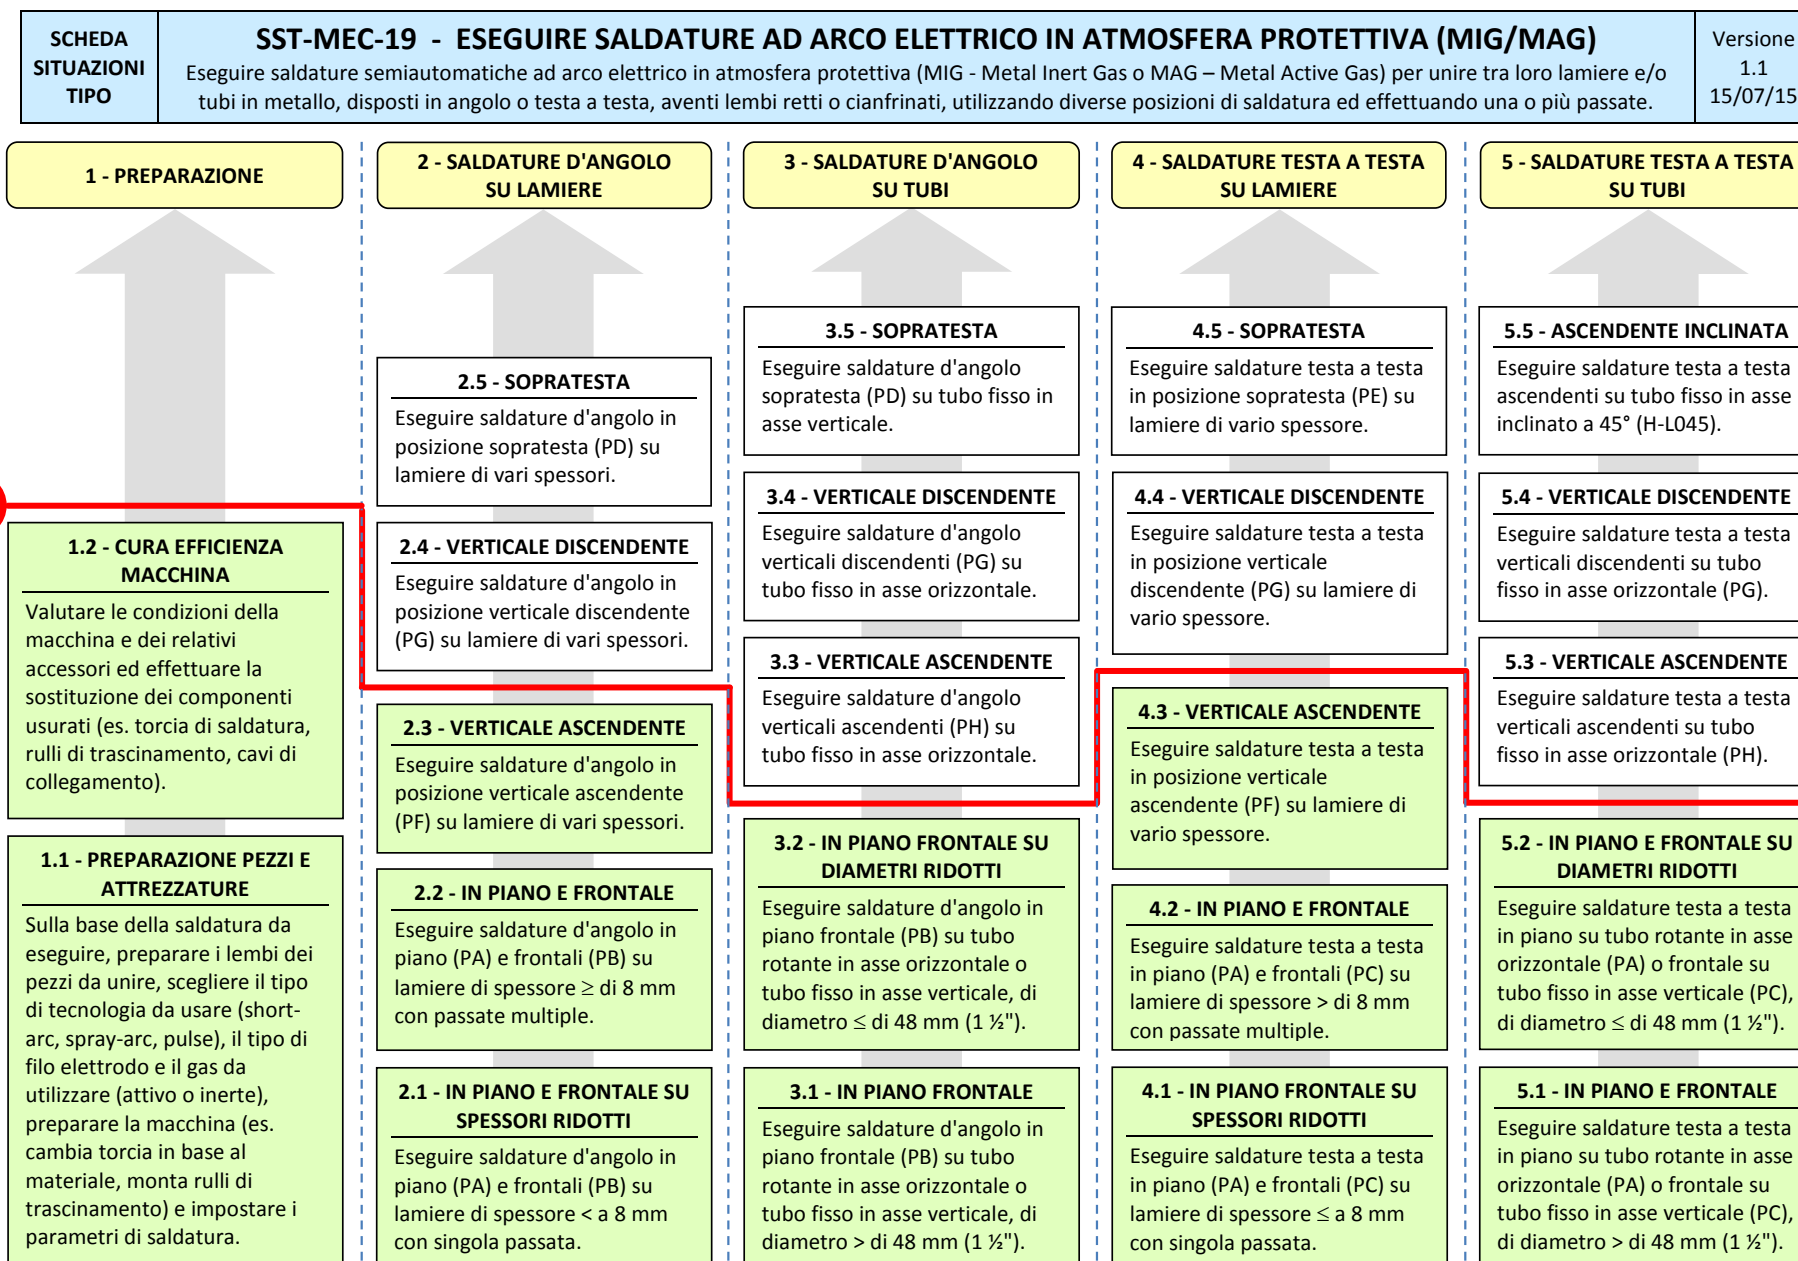 SCHEDA
SITUAZIONI
TIPO
SST-MEC-19 - ESEGUIRE SALDATURE AD ARCO ELETTRICO IN ATMOSFERA PROTETTIVA (MIG/MAG)
Eseguire saldature semiautomatiche ad arco elettrico in atmosfera protettiva (MIG - Metal Inert Gas o MAG – Metal Active Gas) per unire tra loro lamiere e/o
tubi in metallo, disposti in angolo o testa a testa, aventi lembi retti o cianfrinati, utilizzando diverse posizioni di saldatura ed effettuando una o più passate.
Versione
1.1
15/07/15
1 - PREPARAZIONE
1.2 - CURA EFFICIENZA
MACCHINA
Valutare le condizioni della
macchina e dei relativi
accessori ed effettuare la
sostituzione dei componenti
usurati (es. torcia di saldatura,
rulli di trascinamento, cavi di
collegamento).
1.1 - PREPARAZIONE PEZZI E
ATTREZZATURE
Sulla base della saldatura da
eseguire, preparare i lembi dei
pezzi da unire, scegliere il tipo
di tecnologia da usare (short-
arc, spray-arc, pulse), il tipo di
filo elettrodo e il gas da
utilizzare (attivo o inerte),
preparare la macchina (es.
cambia torcia in base al
materiale, monta rulli di
trascinamento) e impostare i
parametri di saldatura.
2 - SALDATURE D'ANGOLO
SU LAMIERE
2.5 - SOPRATESTA
Eseguire saldature d'angolo in
posizione sopratesta (PD) su
lamiere di vari spessori.
2.4 - VERTICALE DISCENDENTE
Eseguire saldature d'angolo in
posizione verticale discendente
(PG) su lamiere di vari spessori.
2.3 - VERTICALE ASCENDENTE
Eseguire saldature d'angolo in
posizione verticale ascendente
(PF) su lamiere di vari spessori.
2.2 - IN PIANO E FRONTALE
Eseguire saldature d'angolo in
piano (PA) e frontali (PB) su
lamiere di spessore ≥ di 8 mm
con passate multiple.
2.1 - IN PIANO E FRONTALE SU
SPESSORI RIDOTTI
Eseguire saldature d'angolo in
piano (PA) e frontali (PB) su
lamiere di spessore < a 8 mm
con singola passata.
3 - SALDATURE D'ANGOLO
SU TUBI
3.5 - SOPRATESTA
Eseguire saldature d'angolo
sopratesta (PD) su tubo fisso in
asse verticale.
3.4 - VERTICALE DISCENDENTE
Eseguire saldature d'angolo
verticali discendenti (PG) su
tubo fisso in asse orizzontale.
3.3 - VERTICALE ASCENDENTE
Eseguire saldature d'angolo
verticali ascendenti (PH) su
tubo fisso in asse orizzontale.
3.2 - IN PIANO FRONTALE SU
DIAMETRI RIDOTTI
Eseguire saldature d'angolo in
piano frontale (PB) su tubo
rotante in asse orizzontale o
tubo fisso in asse verticale, di
diametro ≤ di 48 mm (1 ½").
3.1 - IN PIANO FRONTALE
Eseguire saldature d'angolo in
piano frontale (PB) su tubo
rotante in asse orizzontale o
tubo fisso in asse verticale, di
diametro > di 48 mm (1 ½").
4 - SALDATURE TESTA A TESTA
SU LAMIERE
4.5 - SOPRATESTA
Eseguire saldature testa a testa
in posizione sopratesta (PE) su
lamiere di vario spessore.
4.4 - VERTICALE DISCENDENTE
Eseguire saldature testa a testa
in posizione verticale
discendente (PG) su lamiere di
vario spessore.
4.3 - VERTICALE ASCENDENTE
Eseguire saldature testa a testa
in posizione verticale
ascendente (PF) su lamiere di
vario spessore.
4.2 - IN PIANO E FRONTALE
Eseguire saldature testa a testa
in piano (PA) e frontali (PC) su
lamiere di spessore > di 8 mm
con passate multiple.
4.1 - IN PIANO FRONTALE SU
SPESSORI RIDOTTI
Eseguire saldature testa a testa
in piano (PA) e frontali (PC) su
lamiere di spessore ≤ a 8 mm
con singola passata.
5 - SALDATURE TESTA A TESTA
SU TUBI
5.5 - ASCENDENTE INCLINATA
Eseguire saldature testa a testa
ascendenti su tubo fisso in asse
inclinato a 45° (H-L045).
5.4 - VERTICALE DISCENDENTE
Eseguire saldature testa a testa
verticali discendenti su tubo
fisso in asse orizzontale (PG).
5.3 - VERTICALE ASCENDENTE
Eseguire saldature testa a testa
verticali ascendenti su tubo
fisso in asse orizzontale (PH).
5.2 - IN PIANO E FRONTALE SU
DIAMETRI RIDOTTI
Eseguire saldature testa a testa
in piano su tubo rotante in asse
orizzontale (PA) o frontale su
tubo fisso in asse verticale (PC),
di diametro ≤ di 48 mm (1 ½").
5.1 - IN PIANO E FRONTALE
Eseguire saldature testa a testa
in piano su tubo rotante in asse
orizzontale (PA) o frontale su
tubo fisso in asse verticale (PC),
di diametro > di 48 mm (1 ½").